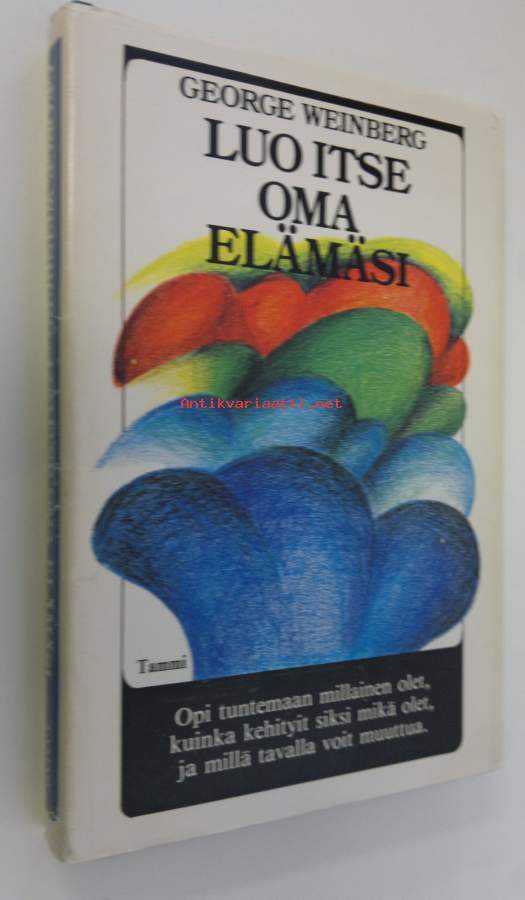 GEORGE WEINBERG
LUO ITSE
OMA
ELÄMÄSI
Antikvariaatti.net
Tammi
Opi tuntemaan millainen olet,
kuinka kehityit siksi mikä olet,
ja millä tavalla voit muuttua.